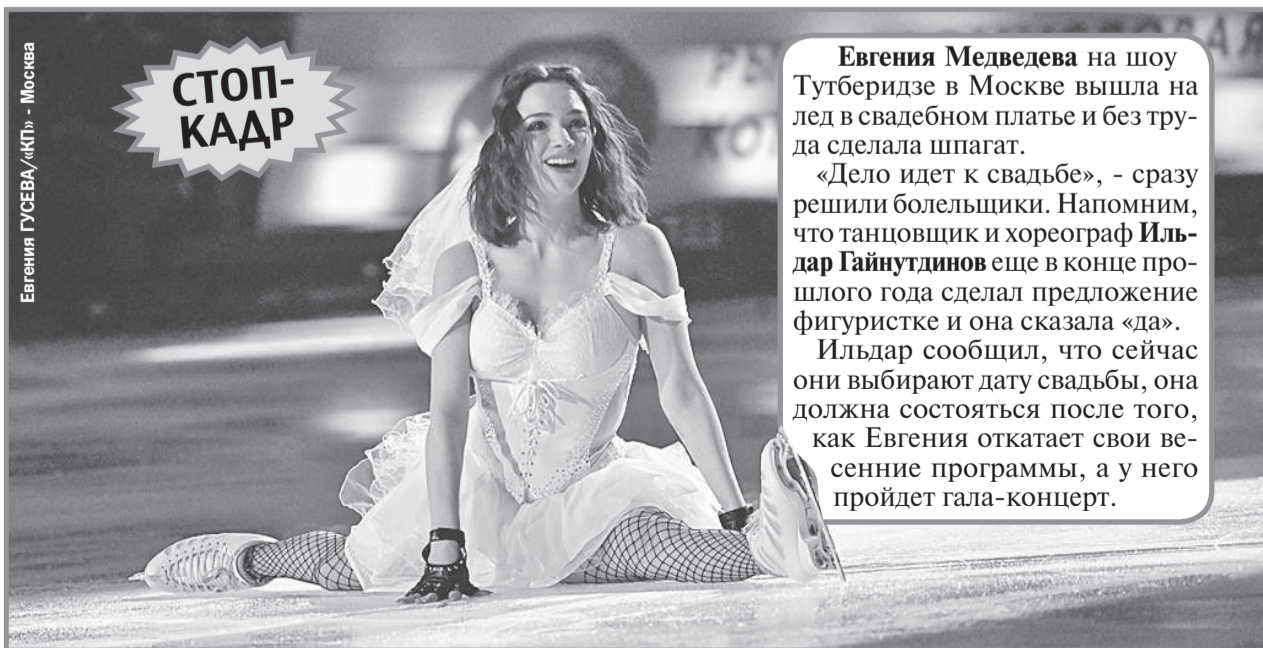 Евгения ГУСЕВА/«КП» - Москва
СТОП-
КАДР
Евгения Медведева на шоу
Тутберидзе в Москве вышла на
лед в свадебном платье и без тру-
да сделала шпагат.
«Дело идет к свадьбе», - сразу
решили болельщики. Напомним,
что танцовщик и хореограф Иль-
дар Гайнутдинов еще в конце про-
шлого года сделал предложение
фигуристке и она сказала «да».
Ильдар сообщил, что сейчас
они выбирают дату свадьбы, она
должна состояться после того,
как Евгения откатает свои ве-
сенние программы, а у него
пройдет гала-концерт.